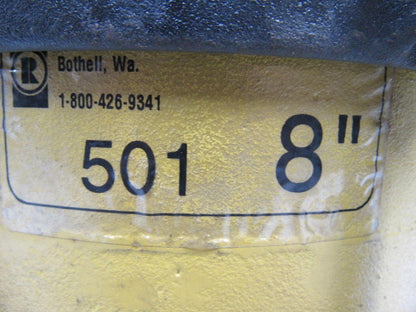 R
Bothell, Wa.
1-800-426-9341
501 8"